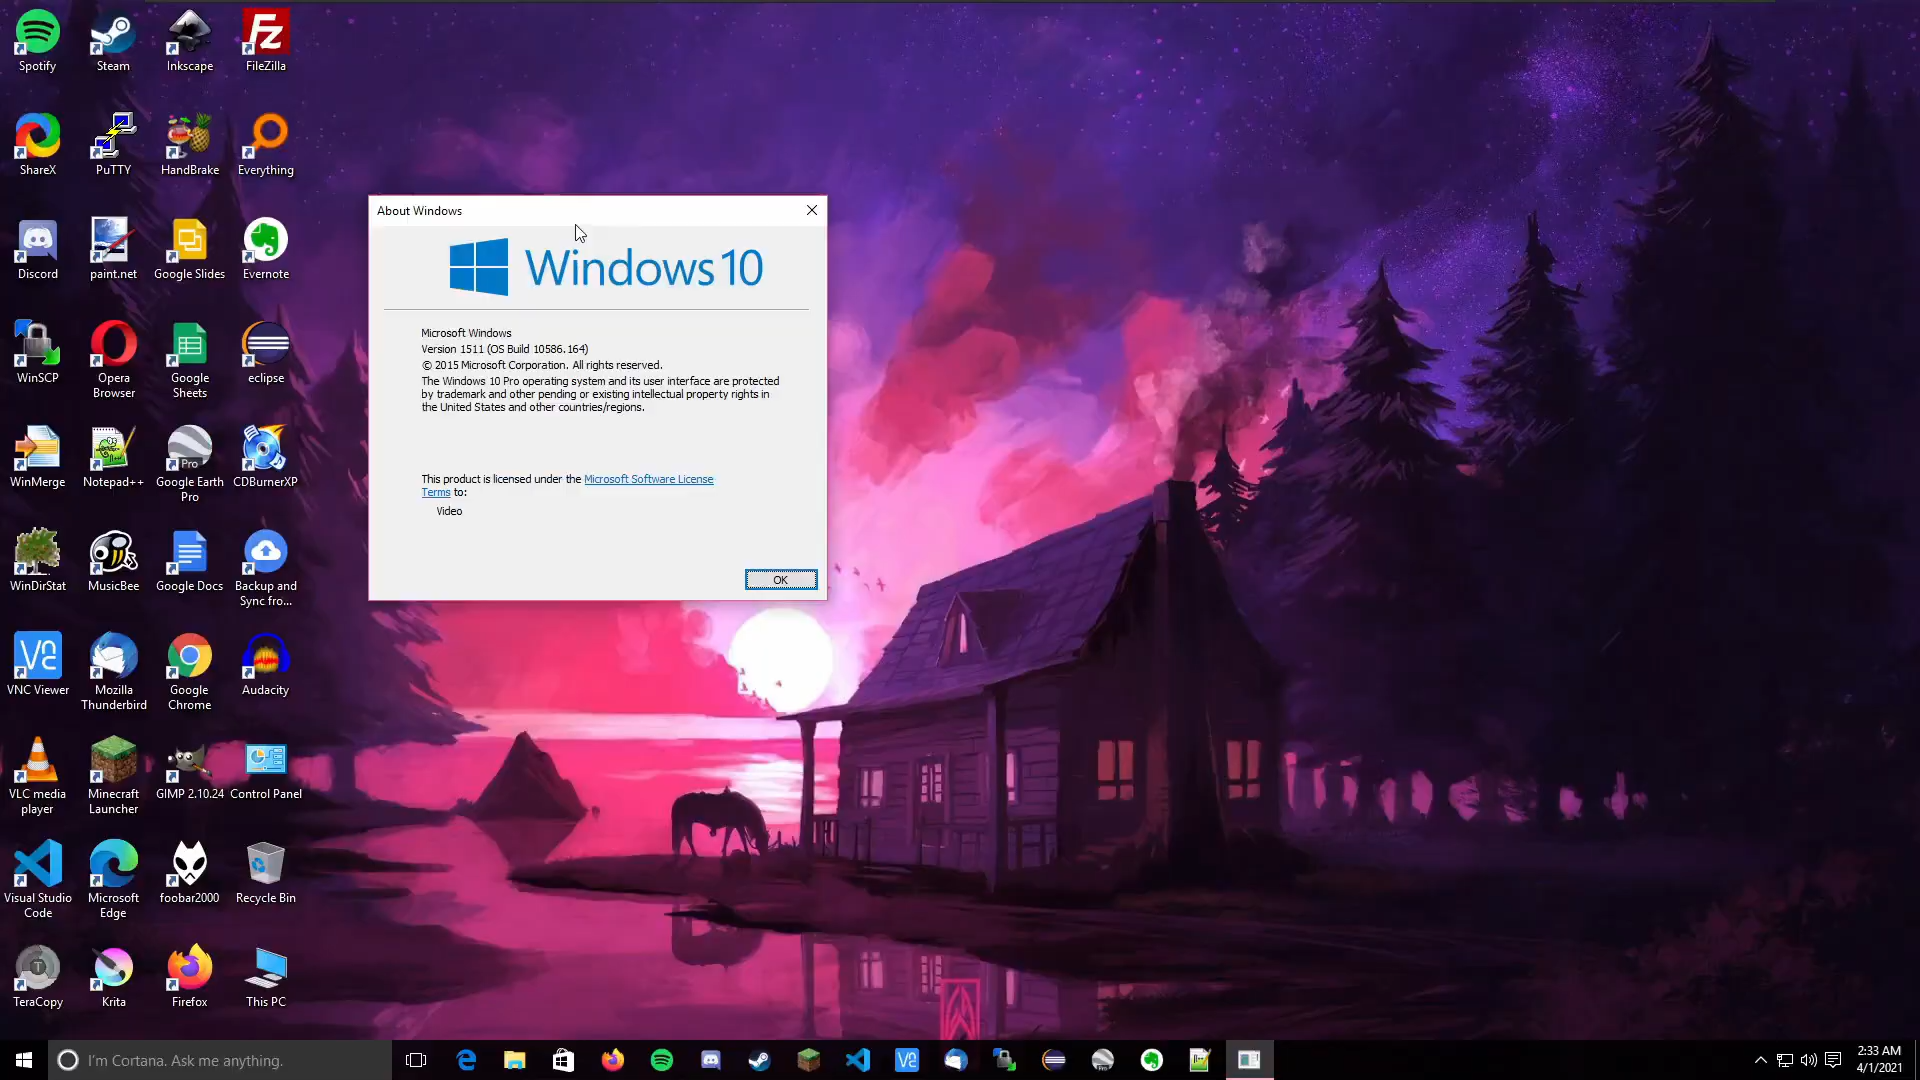 Spotify
Steam
Inkscape
FileZilla
ShareX
PuTTY
HandBrake
Everything
Discord
paint.net
Google Slides
Evernote
WinSCP
Opera
Browser
Google
Sheets
eclipse
WinMerge
Notepad++
Pro
Google Earth
Pro
CDBurnerXP
WinDirStat
MusicBee
Google Docs
Backup and
Sync fro...
VNC Viewer
Mozilla
Thunderbird
Google
Chrome
Audacity
VLC media
player
Minecraft
Launcher
GIMP 2.10.24
Control Panel
Visual Studio
Code
Microsoft
Edge
foobar2000
Recycle Bin
TeraCopy
Krita
Firefox
This PC
About Windows
Windows 10
Microsoft Windows
Version 1511 (OS Build 10586.164)
© 2015 Microsoft Corporation. All rights reserved.
The Windows 10 Pro operating system and its user interface are protected
by trademark and other pending or existing intellectual property rights in
the United States and other countries/regions.
This product is licensed under the Microsoft Software License
Terms to:
Video
OK
I'm Cortana. Ask me anything.
2:33 AM
4/1/2021